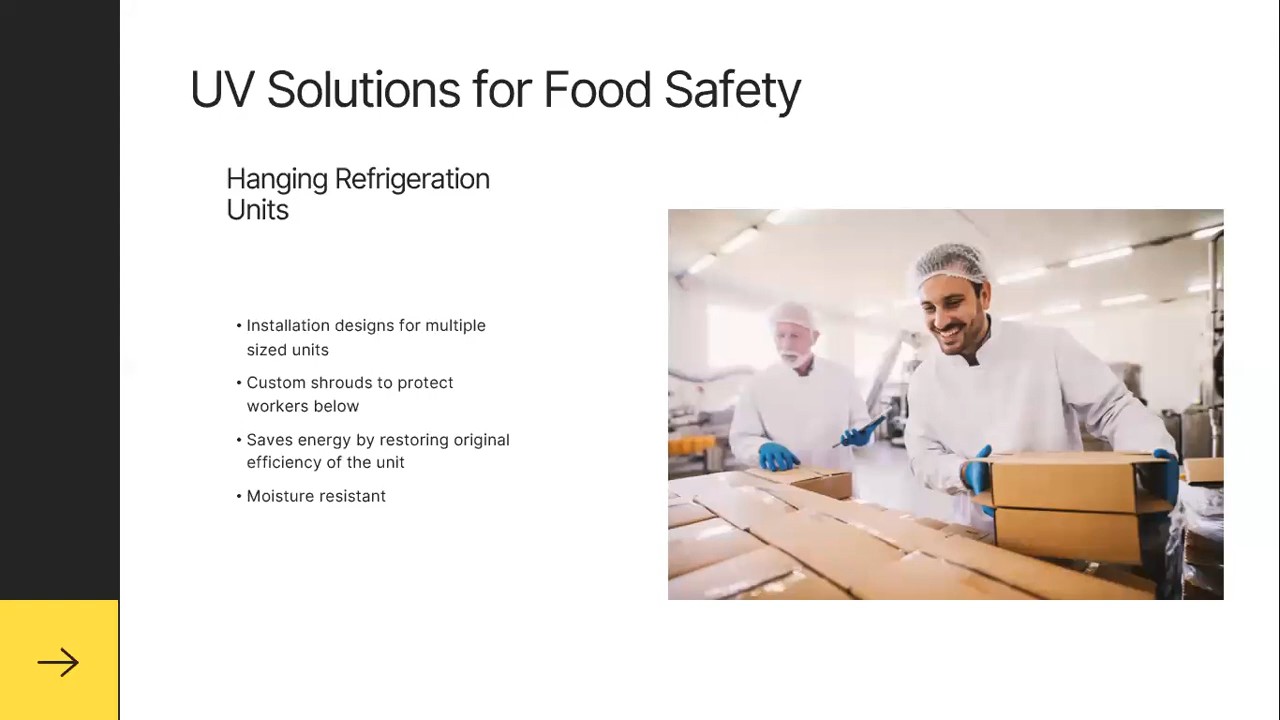 UV Solutions for Food Safety
Hanging Refrigeration
Units
• Installation designs for multiple
sized units
• Custom shrouds to protect
workers below
• Saves energy by restoring original
efficiency of the unit
• Moisture resistant